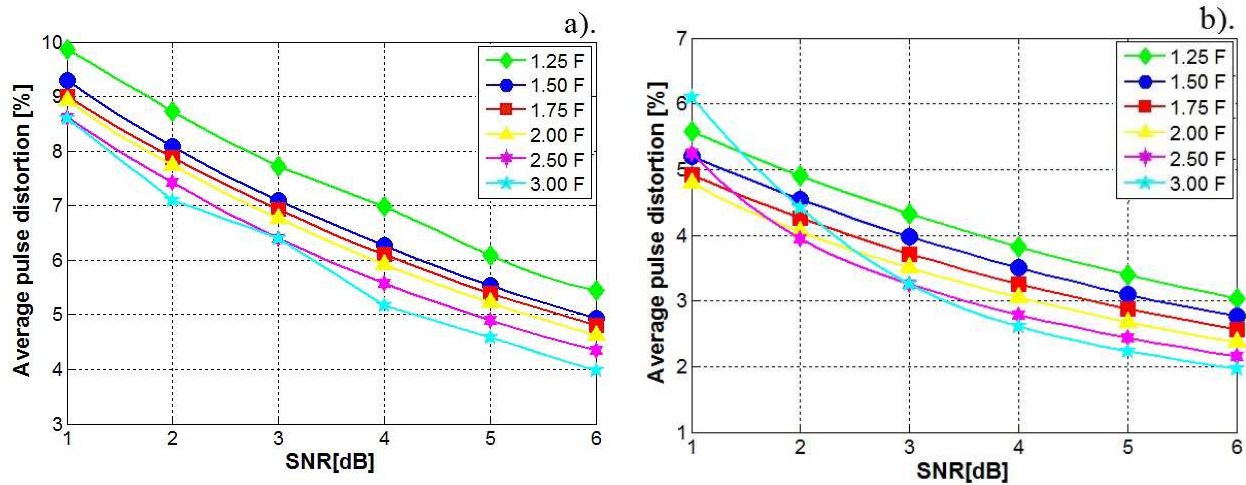 a).
Average pulse distortion [%]
10
9
8
7
6
5
4
3
1 2 3 4 5 6
SNR[dB]
1.25 F
1.50 F
1.75 F
2.00 F
2.50 F
3.00 F
b).
Average pulse distortion [%]
7
6
5
4
3
2
1
1 2 3 4 5 6
SNR[dB]
1.25 F
1.50 F
1.75 F
2.00 F
2.50 F
3.00 F